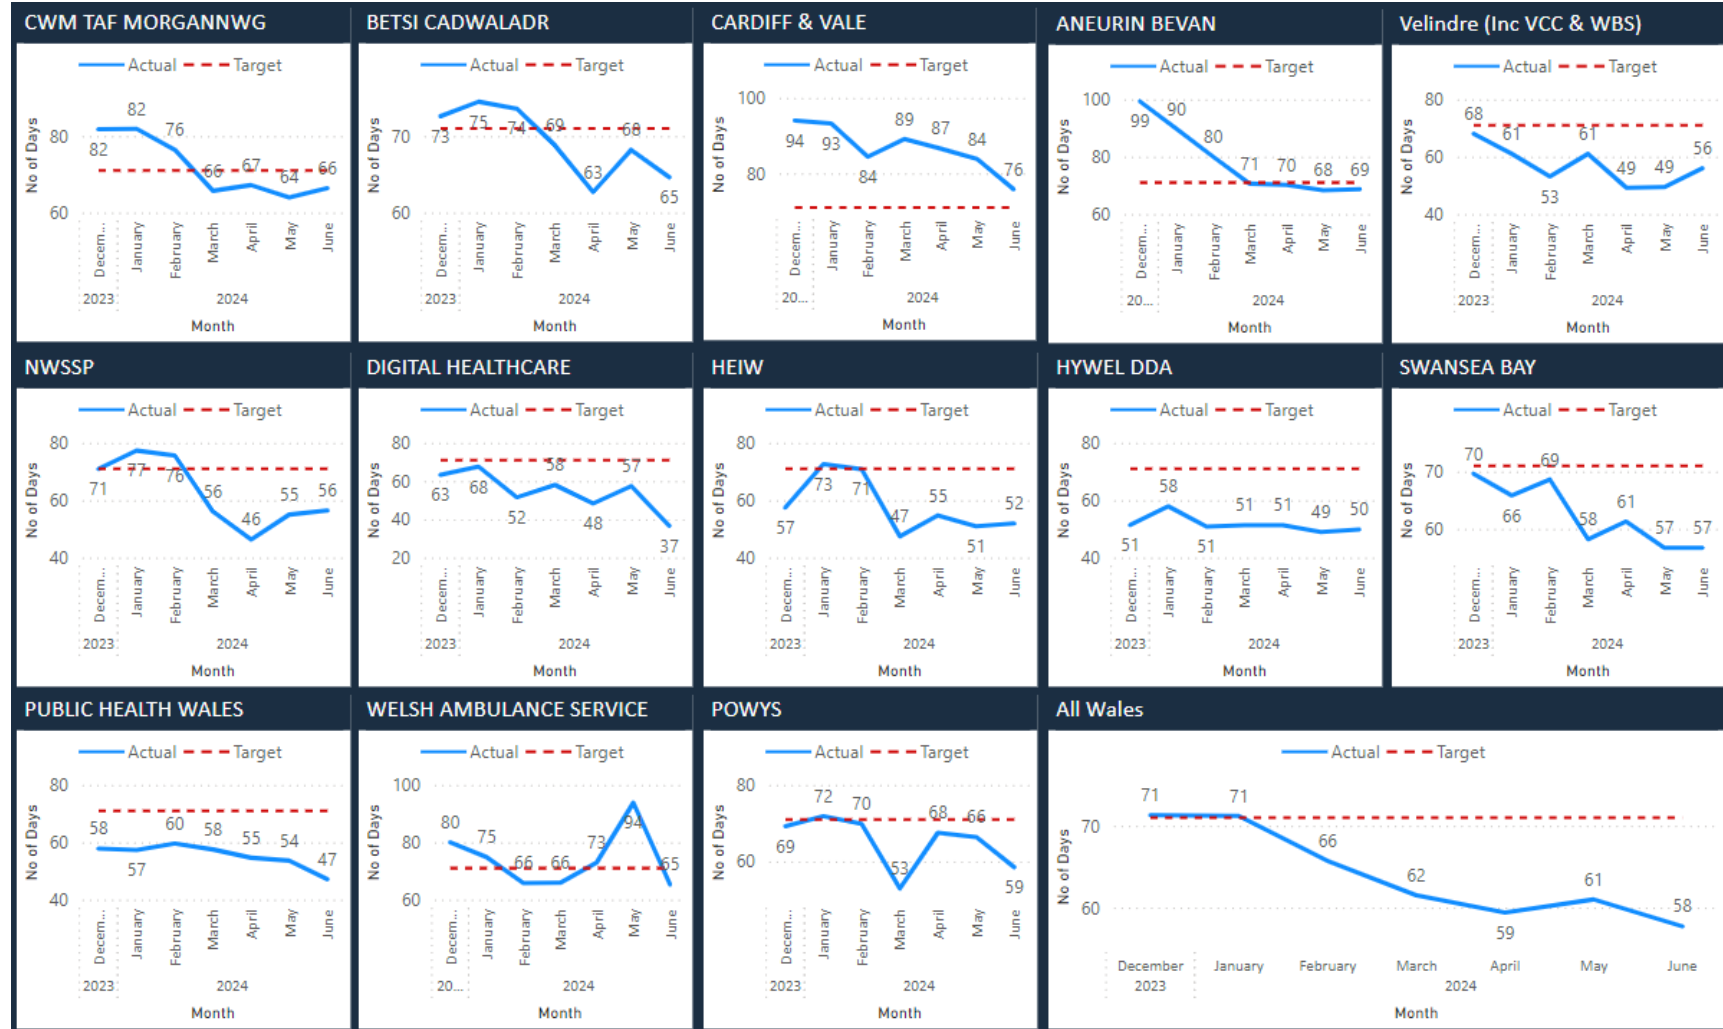 CWM TAF MORGANNWG
Actual Target
No of Days
80
60
82
82
76
66
67
64
66
Decem...
January
February
March
April
May
June
2023
2024
Month
BETSI CADWALADR
Actual Target
No of Days
70
60
73
75
74
69
63
68
65
Decem...
January
February
March
April
May
June
2023
2024
Month
CARDIFF & VALE
Actual Target
No of Days
100
80
94
93
84
89
87
84
76
Decem...
January
February
March
April
May
June
20...
2024
Month
ANEURIN BEVAN
Actual Target
No of Days
100
80
60
99
90
80
71
70
68
69
Decem...
January
February
March
April
May
June
20...
2024
Month
Velindre (Inc VCC & WBS)
Actual Target
No of Days
80
60
40
68
61
53
61
49
49
56
Decem...
January
February
March
April
May
June
2023
2024
Month
NWSSP
Actual Target
No of Days
80
60
40
71
77
76
56
46
55
56
Decem...
January
February
March
April
May
June
2023
2024
Month
DIGITAL HEALTHCARE
Actual Target
No of Days
80
60
40
20
63
68
52
58
48
57
37
Decem...
January
February
March
April
May
June
2023
2024
Month
HEIW
Actual Target
No of Days
80
60
40
57
73
71
47
55
51
52
Decem...
January
February
March
April
May
June
2023
2024
Month
HYWEL DDA
Actual Target
No of Days
80
60
40
51
58
51
51
51
49
50
Decem...
January
February
March
April
May
June
2023
2024
Month
SWANSEA BAY
Actual Target
No of Days
80
70
60
70
66
69
58
61
57
57
Decem...
January
February
March
April
May
June
2023
2024
Month
PUBLIC HEALTH WALES
Actual Target
No of Days
80
60
40
58
57
60
58
55
54
47
Decem...
January
February
March
April
May
June
2023
2024
Month
WELSH AMBULANCE SERVICE
Actual Target
No of Days
100
80
60
80
75
66
66
73
94
65
Decem...
January
February
March
April
May
June
20...
2024
Month
POWYS
Actual Target
No of Days
80
60
69
72
70
53
68
66
59
Decem...
January
February
March
April
May
June
2023
2024
Month
All Wales
Actual Target
No of Days
70
60
71
71
66
62
59
61
58
December January February March April May June
2023 2024
Month